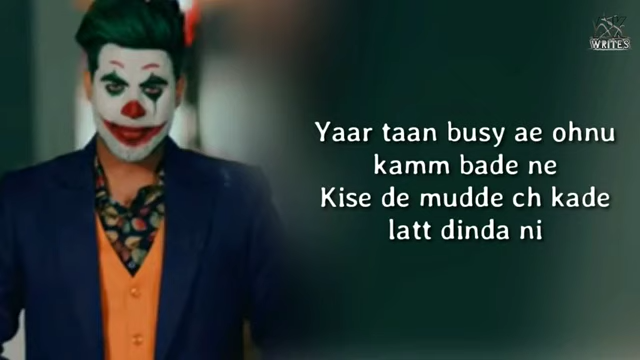 WRITES
Yaar taan busy ae ohnu
kamm bade ne
Kise de mudde ch kade
latt dinda ni